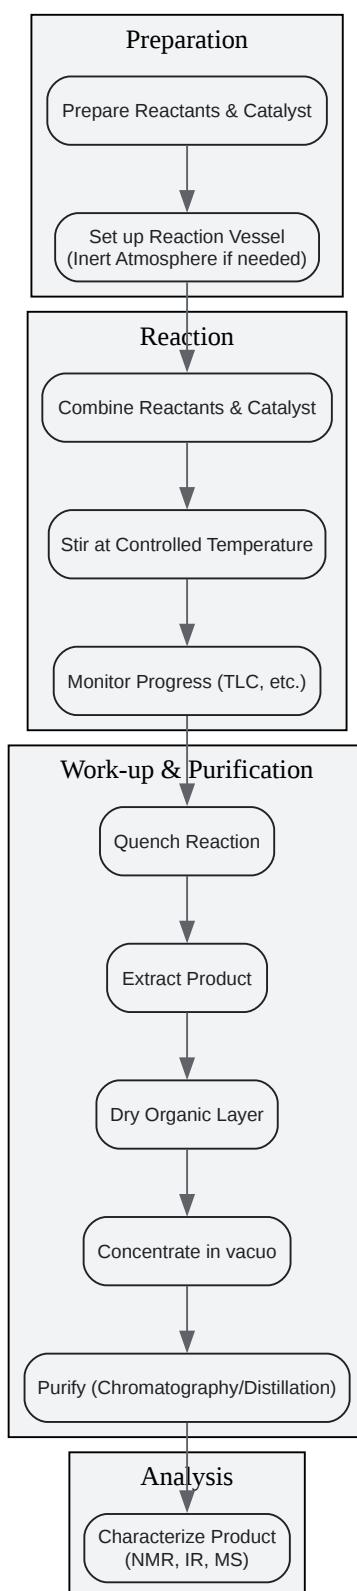 Preparation
Prepare Reactants & Catalyst
Set up Reaction Vessel
(Inert Atmosphere if needed)
Reaction
Combine Reactants & Catalyst
Stir at Controlled Temperature
Monitor Progress (TLC, etc.)
Work-up & Purification
Quench Reaction
Extract Product
Dry Organic Layer
Concentrate in vacuo
Purify (Chromatography/Distillation)
Analysis
Characterize Product
(NMR, IR, MS)